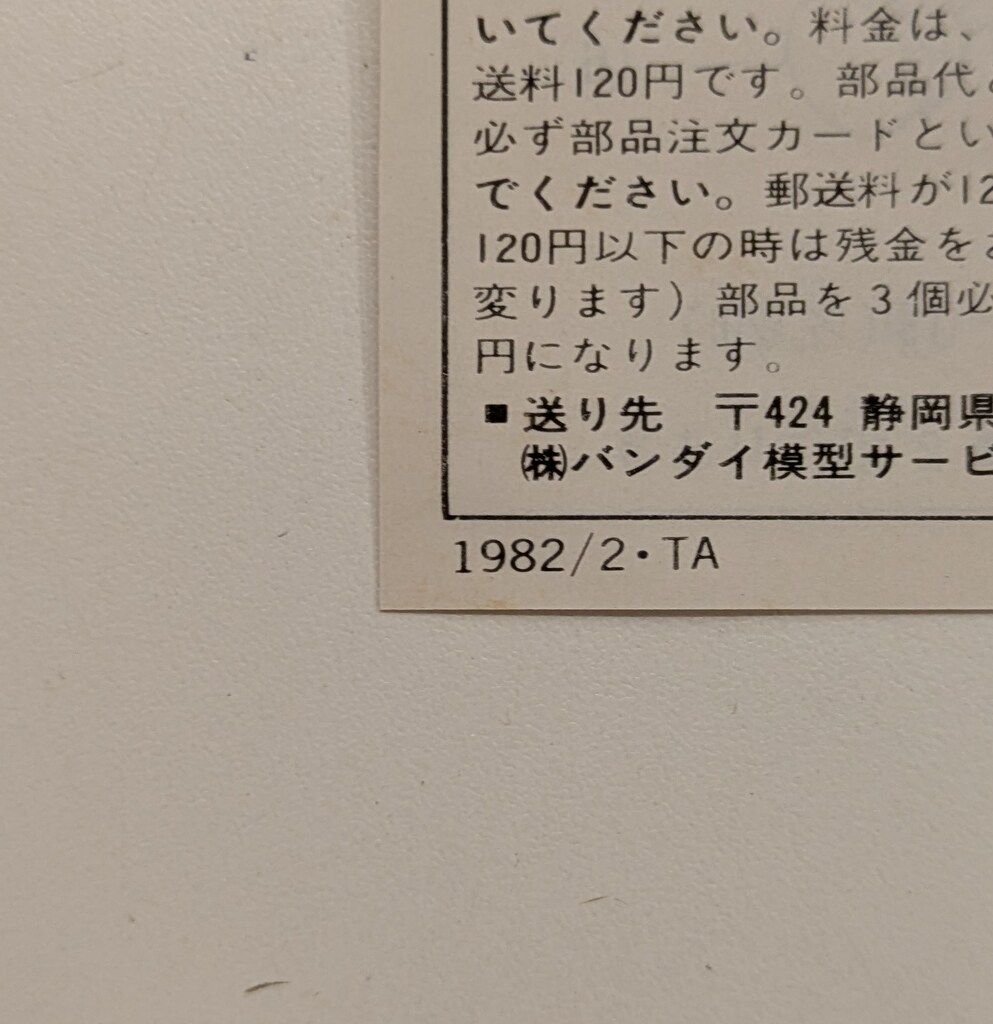 いてください。料金は、
送料120円です。部品代
必ず部品注文カードとい
でください。郵送料が12
120円以下の時は残金を
変ります）部品を3個必
円になります。
■送り先　〒424 静岡県
㈱バンダイ模型サービ
1982/2・TA